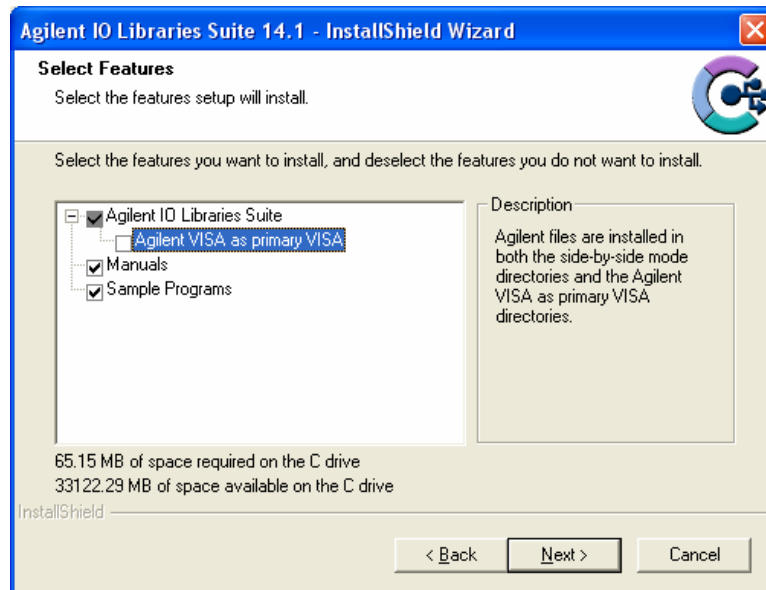 Agilent IO Libraries Suite 14.1 - InstallShield Wizard
Select Features
Select the features setup will install.
Select the features you want to install, and deselect the features you do not want to install.
Agilent IO Libraries Suite
Agilent VISA as primary VISA
Manuals
Sample Programs
Description
Agilent files are installed in
both the side-by-side mode
directories and the Agilent
VISA as primary VISA
directories.
65.15 MB of space required on the C drive
33122.29 MB of space available on the C drive
InstallShield
< Back
Next >
Cancel